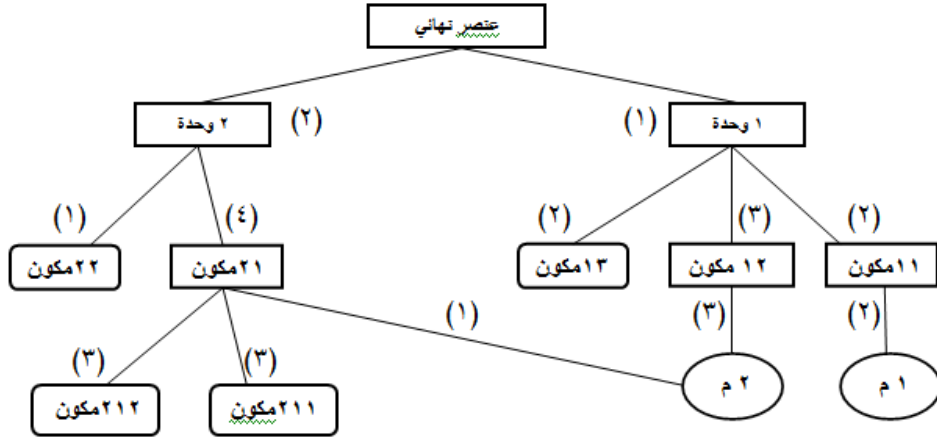 عنصر نهائي
١ وحدة
(١)
(٢)
٢ وحدة
(٢)
(٣)
(٢)
(٤)
(١)
١١مكون
١٢ مكون
١٣مكون
٢١مكون
٢٢مكون
(٢)
(٣)
(١)
(٣)
(٣)
١ م
٢ م
٢١١مكون
٢١٢مكون